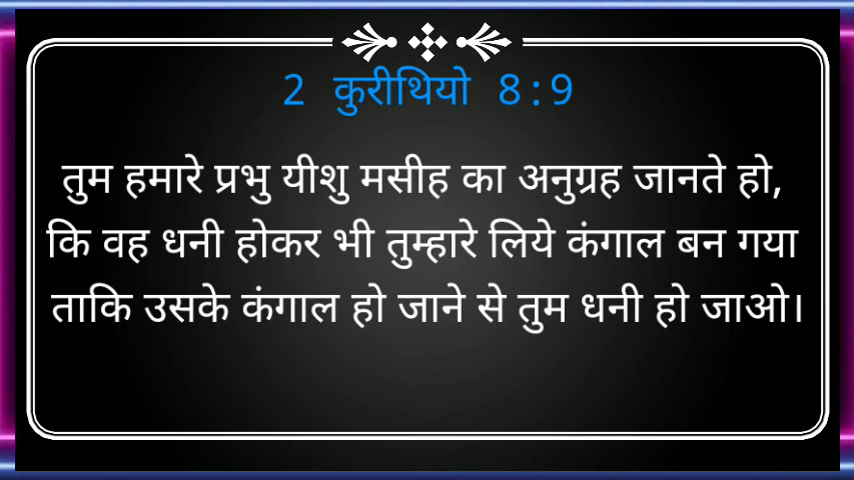 2 कुरीथियो 8:9
तुम हमारे प्रभु यीशु मसीह का अनुग्रह जानते हो,
कि वह धनी होकर भी तुम्हारे लिये कंगाल बन गया
ताकि उसके कंगाल हो जाने से तुम धनी हो जाओ।